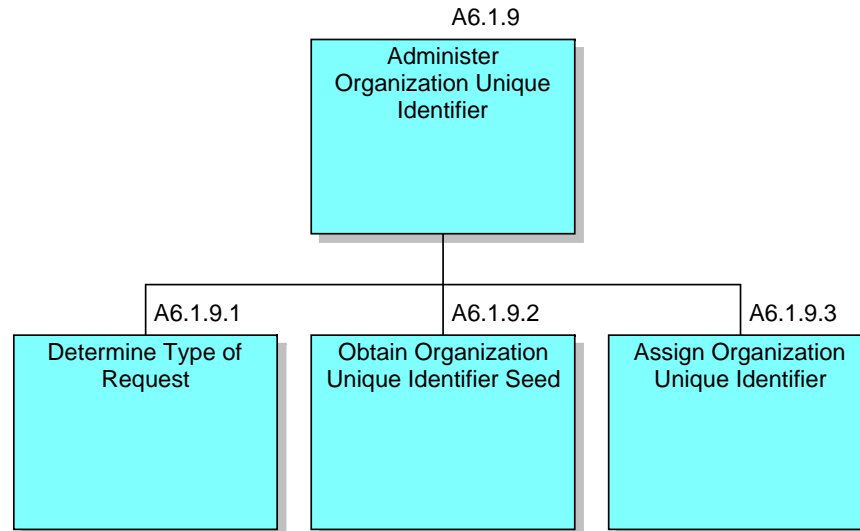 A6.1.9
Administer
Organization Unique
Identifier
A6.1.9.1
Determine Type of
Request
A6.1.9.2
Obtain Organization
Unique Identifier Seed
A6.1.9.3
Assign Organization
Unique Identifier